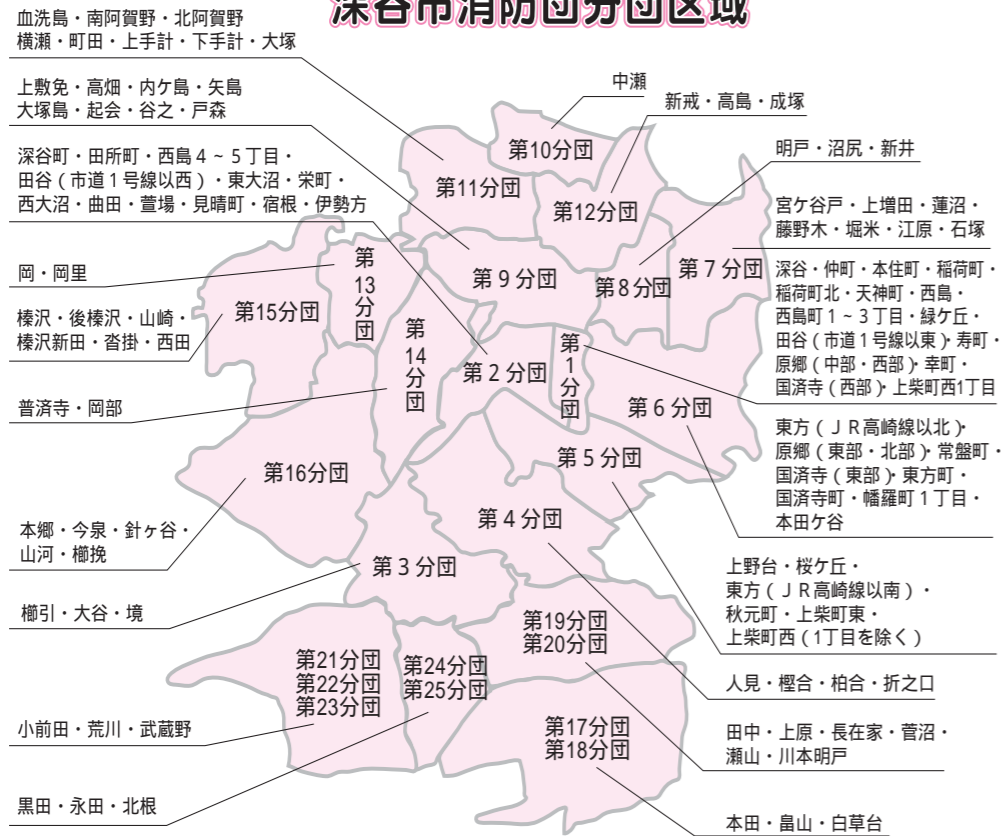 深谷市消防団分団区域
血洗島・南阿賀野・北阿賀野
横瀬・町田・上手計・下手計・大塚
上敷免・高畑・内ケ島・矢島
大塚島・起会・谷之・戸森
深谷町・田所町・西島4~5丁目・
田谷(市道1号線以西)・東大沼・栄町・
西大沼・曲田・萱場・見晴町・宿根・伊勢方
岡・岡里
榛沢・後榛沢・山崎・
榛沢新田・沓掛・西田
普済寺・岡部
本郷・今泉・針ヶ谷・
山河・櫛挽
櫛引・大谷・境
小前田・荒川・武蔵野
黒田・永田・北根
中瀬
新戒・高島・成塚
明戸・沼尻・新井
宮ケ谷戸・上増田・蓮沼・
藤野木・堀米・江原・石塚
深谷・仲町・本住町・稲荷町・
稲荷町北・天神町・西島・
西島町1~3丁目・緑ケ丘・
田谷(市道1号線以東)・寿町・
原郷(中部・西部)・幸町・
国済寺(西部)・上柴町西1丁目
東方(JR高崎線以北)・
原郷(東部・北部)・常盤町・
国済寺(東部)・東方町・
国済寺町・幡羅町1丁目・
本田ケ谷
上野台・桜ケ丘・
東方(JR高崎線以南)・
秋元町・上柴町東・
上柴町西(1丁目を除く)
人見・樫合・柏合・折之口
田中・上原・長在家・菅沼・
瀬山・川本明戸
本田・畠山・白草台
第10分団
第11分団
第12分団
第7分団
第8分団
第9分団
第13分団
第15分団
第14分団
第2分団
第1分団
第6分団
第5分団
第16分団
第4分団
第3分団
第19分団
第20分団
第21分団
第22分団
第23分団
第24分団
第25分団
第17分団
第18分団